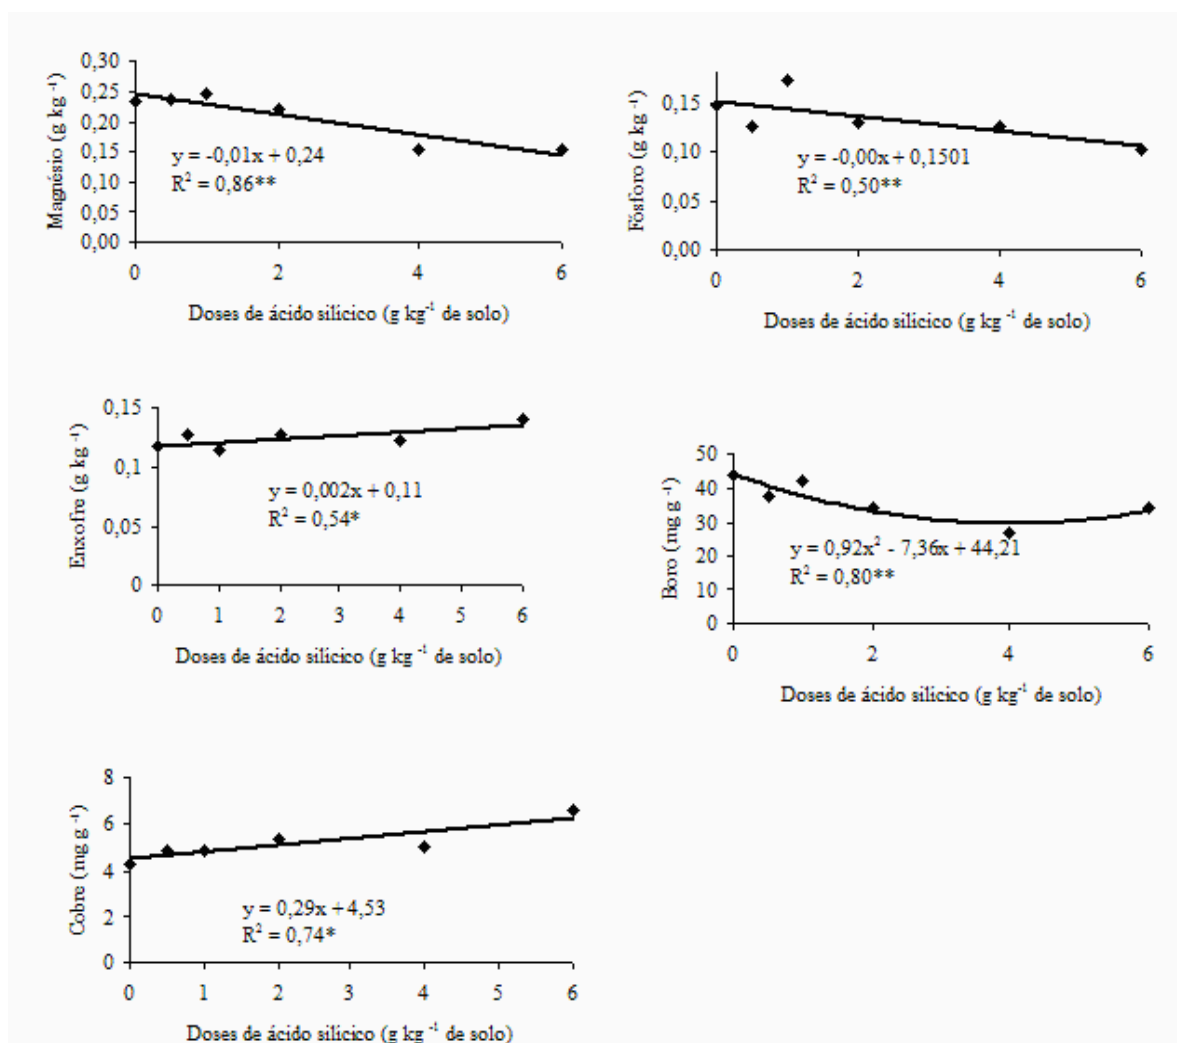 0,30
0,25
0,20
0,15
0,10
0,05
0,00
Magnésio (g kg -1)
y = -0,01x + 0,24
R2 = 0,86**
0 2 4 6
Doses de ácido silícico (g kg-1 de solo)
0,15
0,10
0,05
0,00
Fósforo (g kg -1)
y = -0,00x + 0,1501
R2 = 0,50**
0 2 4 6
Doses de ácido silícico (g kg -1 de solo)
0,15
0,1
0,05
0
Enxofre (g kg -1)
y = 0,002x + 0,11
R2 = 0,54*
0 1 2 3 4 5 6
Doses de ácido silícico (g kg -1 de solo)
50
40
30
20
10
0
Boro (mg g -1)
y = 0,92x2 - 7,36x + 44,21
R2 = 0,80**
0 2 4 6
Doses de ácido silícico (g kg-1 de solo)
8
6
4
2
0
Cobre (mg g -1)
y = 0,29x + 4,53
R2 = 0,74*
0 1 2 3 4 5 6
Doses de ácido silícico (g kg -1 de solo)